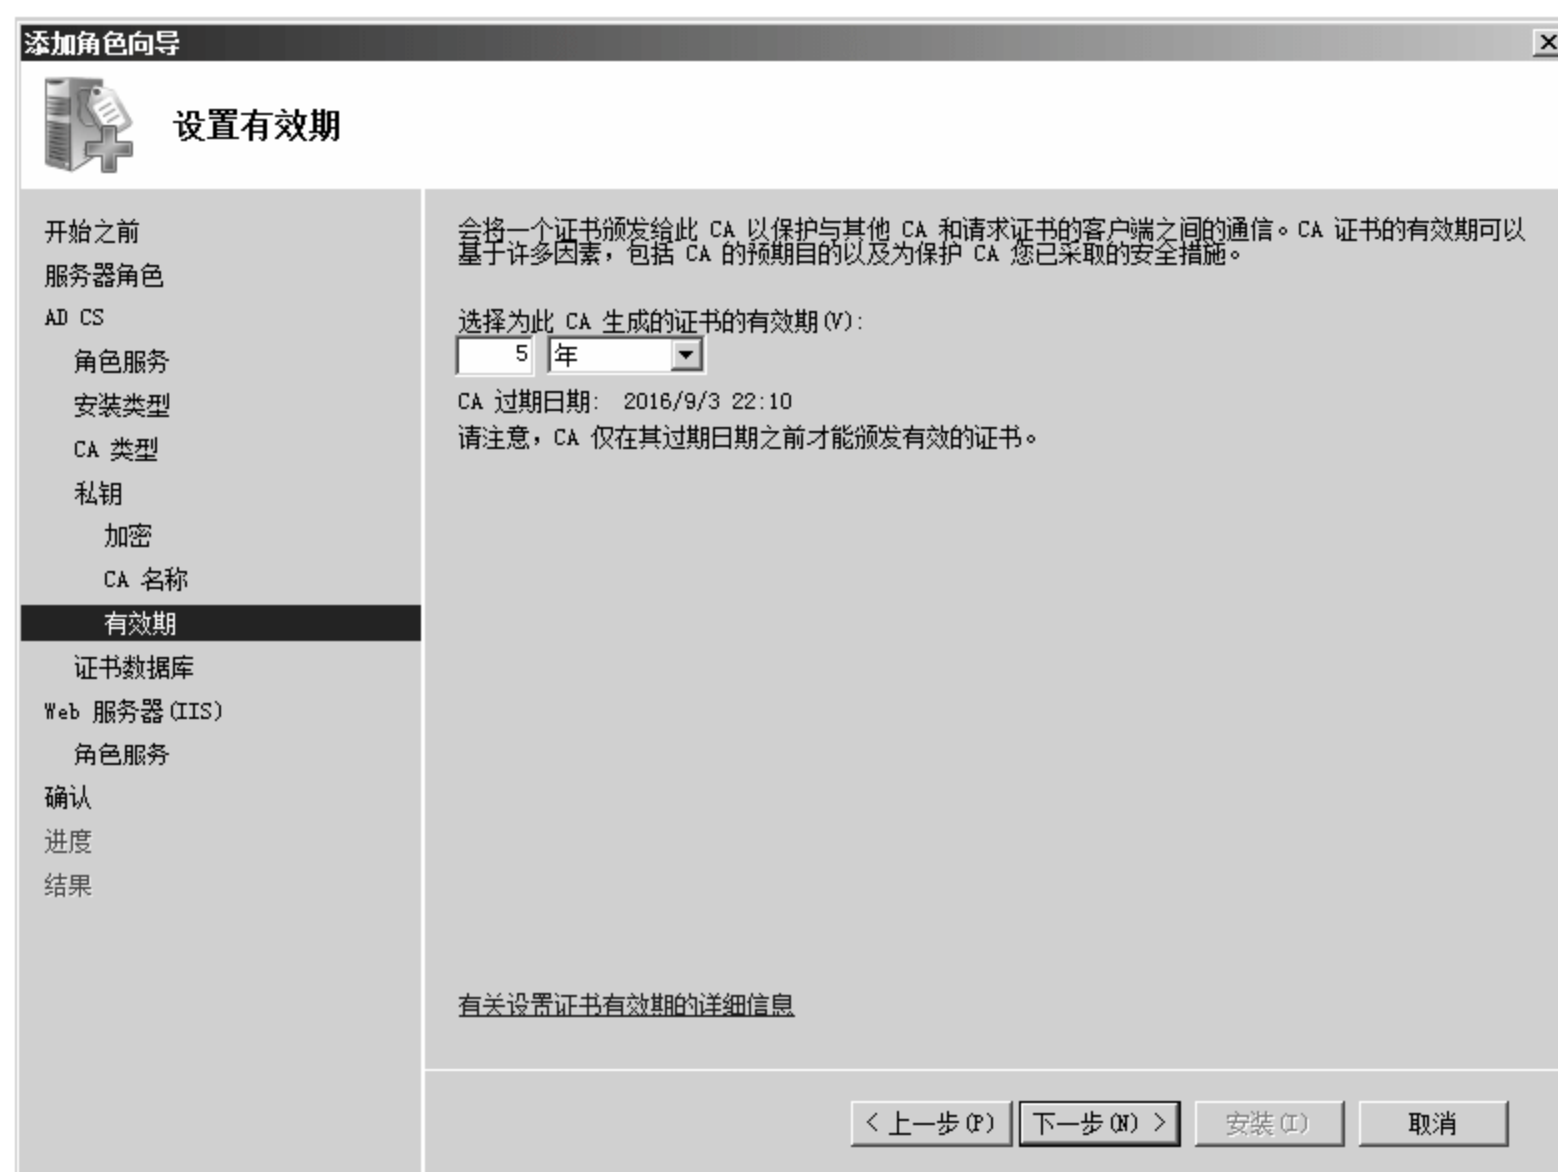 添加角色向导
设置有效期
开始之前
服务器角色
AD CS
角色服务
安装类型
CA 类型
私钥
加密
CA 名称
有效期
证书数据库
Web 服务器(IIS)
角色服务
确认
进度
结果
会将一个证书颁发给此 CA 以保护与其他 CA 和请求证书的客户端之间的通信。CA 证书的有效期可以
基于许多因素，包括 CA 的预期目的以及为保护 CA 您已采取的安全措施。
选择为此 CA 生成的证书的有效期(V):
5 年
CA 过期日期: 2016/9/3 22:10
请注意，CA 仅在其过期日期之前才能颁发有效的证书。
有关设置证书有效期的详细信息
< 上一步(P) 下一步(N) > 安装(I) 取消